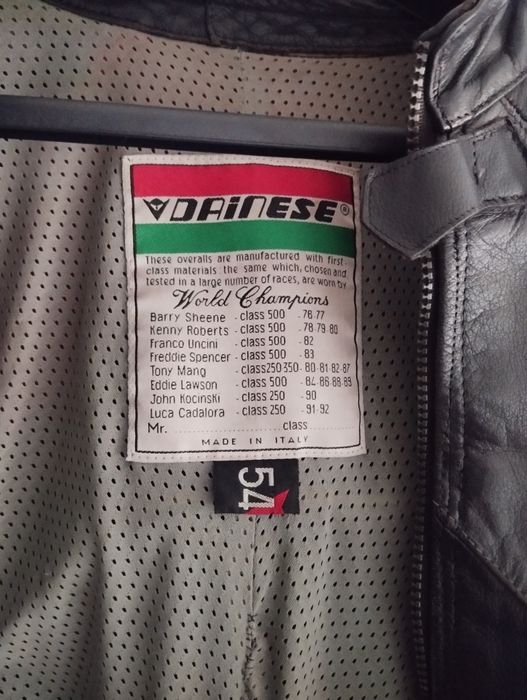 DAiNESE®
These overalls are manufactured with first-
class materials: the same which, chosen and
tested in a large number of races, are worn by
World Champions
Barry Sheene - class 500 - 76-77
Kenny Roberts - class 500 - 78-79-80
Franco Uncini - class 500 - 82
Freddie Spencer - class 500 - 83
Tony Mang - class250·350- 80-81-82-87
Eddie Lawson - class 500 - 84-86-88-89
John Kocinski - class 250 - 90
Luca Cadalora - class 250 - 91-92
Mr. ............................class...............
MADE IN ITALY
54